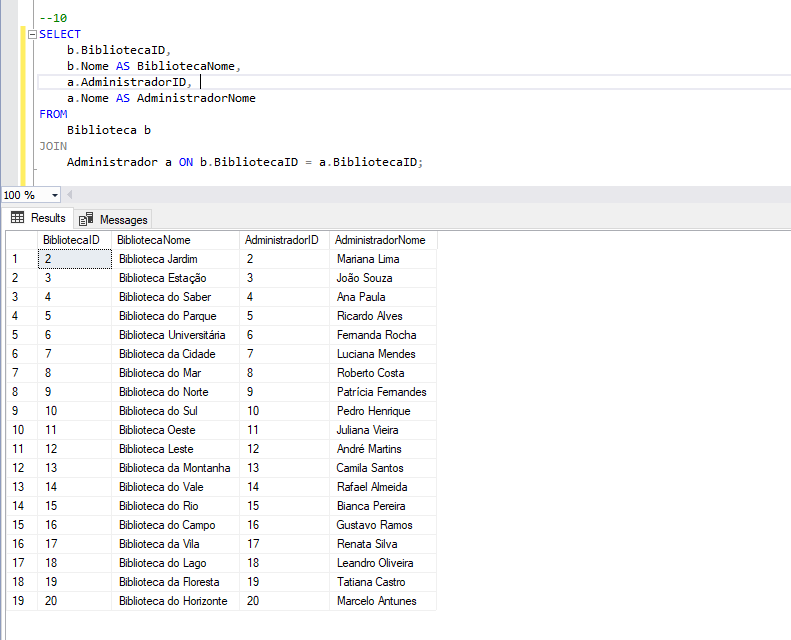 --10
SELECT
b.BibliotecaID,
b.Nome AS BibliotecaNome,
a.AdministradorID,
a.Nome AS AdministradorNome
FROM
Biblioteca b
JOIN
Administrador a ON b.BibliotecaID = a.BibliotecaID;
100 %
Results Messages
BibliotecaID BibliotecaNome AdministradorID AdministradorNome
1 2 Biblioteca Jardim 2 Mariana Lima
2 3 Biblioteca Estação 3 João Souza
3 4 Biblioteca do Saber 4 Ana Paula
4 5 Biblioteca do Parque 5 Ricardo Alves
5 6 Biblioteca Universitária 6 Fernanda Rocha
6 7 Biblioteca da Cidade 7 Luciana Mendes
7 8 Biblioteca do Mar 8 Roberto Costa
8 9 Biblioteca do Norte 9 Patrícia Fernandes
9 10 Biblioteca do Sul 10 Pedro Henrique
10 11 Biblioteca Oeste 11 Juliana Vieira
11 12 Biblioteca Leste 12 André Martins
12 13 Biblioteca da Montanha 13 Camila Santos
13 14 Biblioteca do Vale 14 Rafael Almeida
14 15 Biblioteca do Rio 15 Bianca Pereira
15 16 Biblioteca do Campo 16 Gustavo Ramos
16 17 Biblioteca da Vila 17 Renata Silva
17 18 Biblioteca do Lago 18 Leandro Oliveira
18 19 Biblioteca da Floresta 19 Tatiana Castro
19 20 Biblioteca do Horizonte 20 Marcelo Antunes